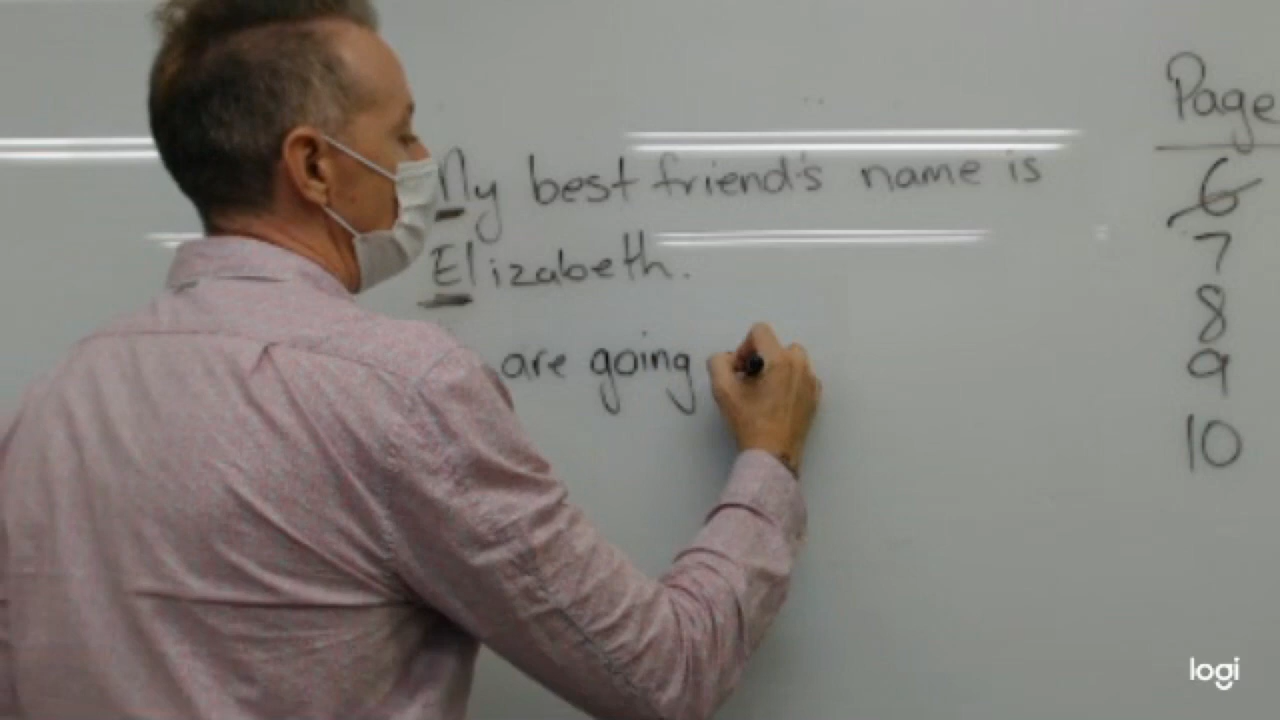 My best friend's name is
Elizabeth.
are going
Page
6
7
8
9
10
logi